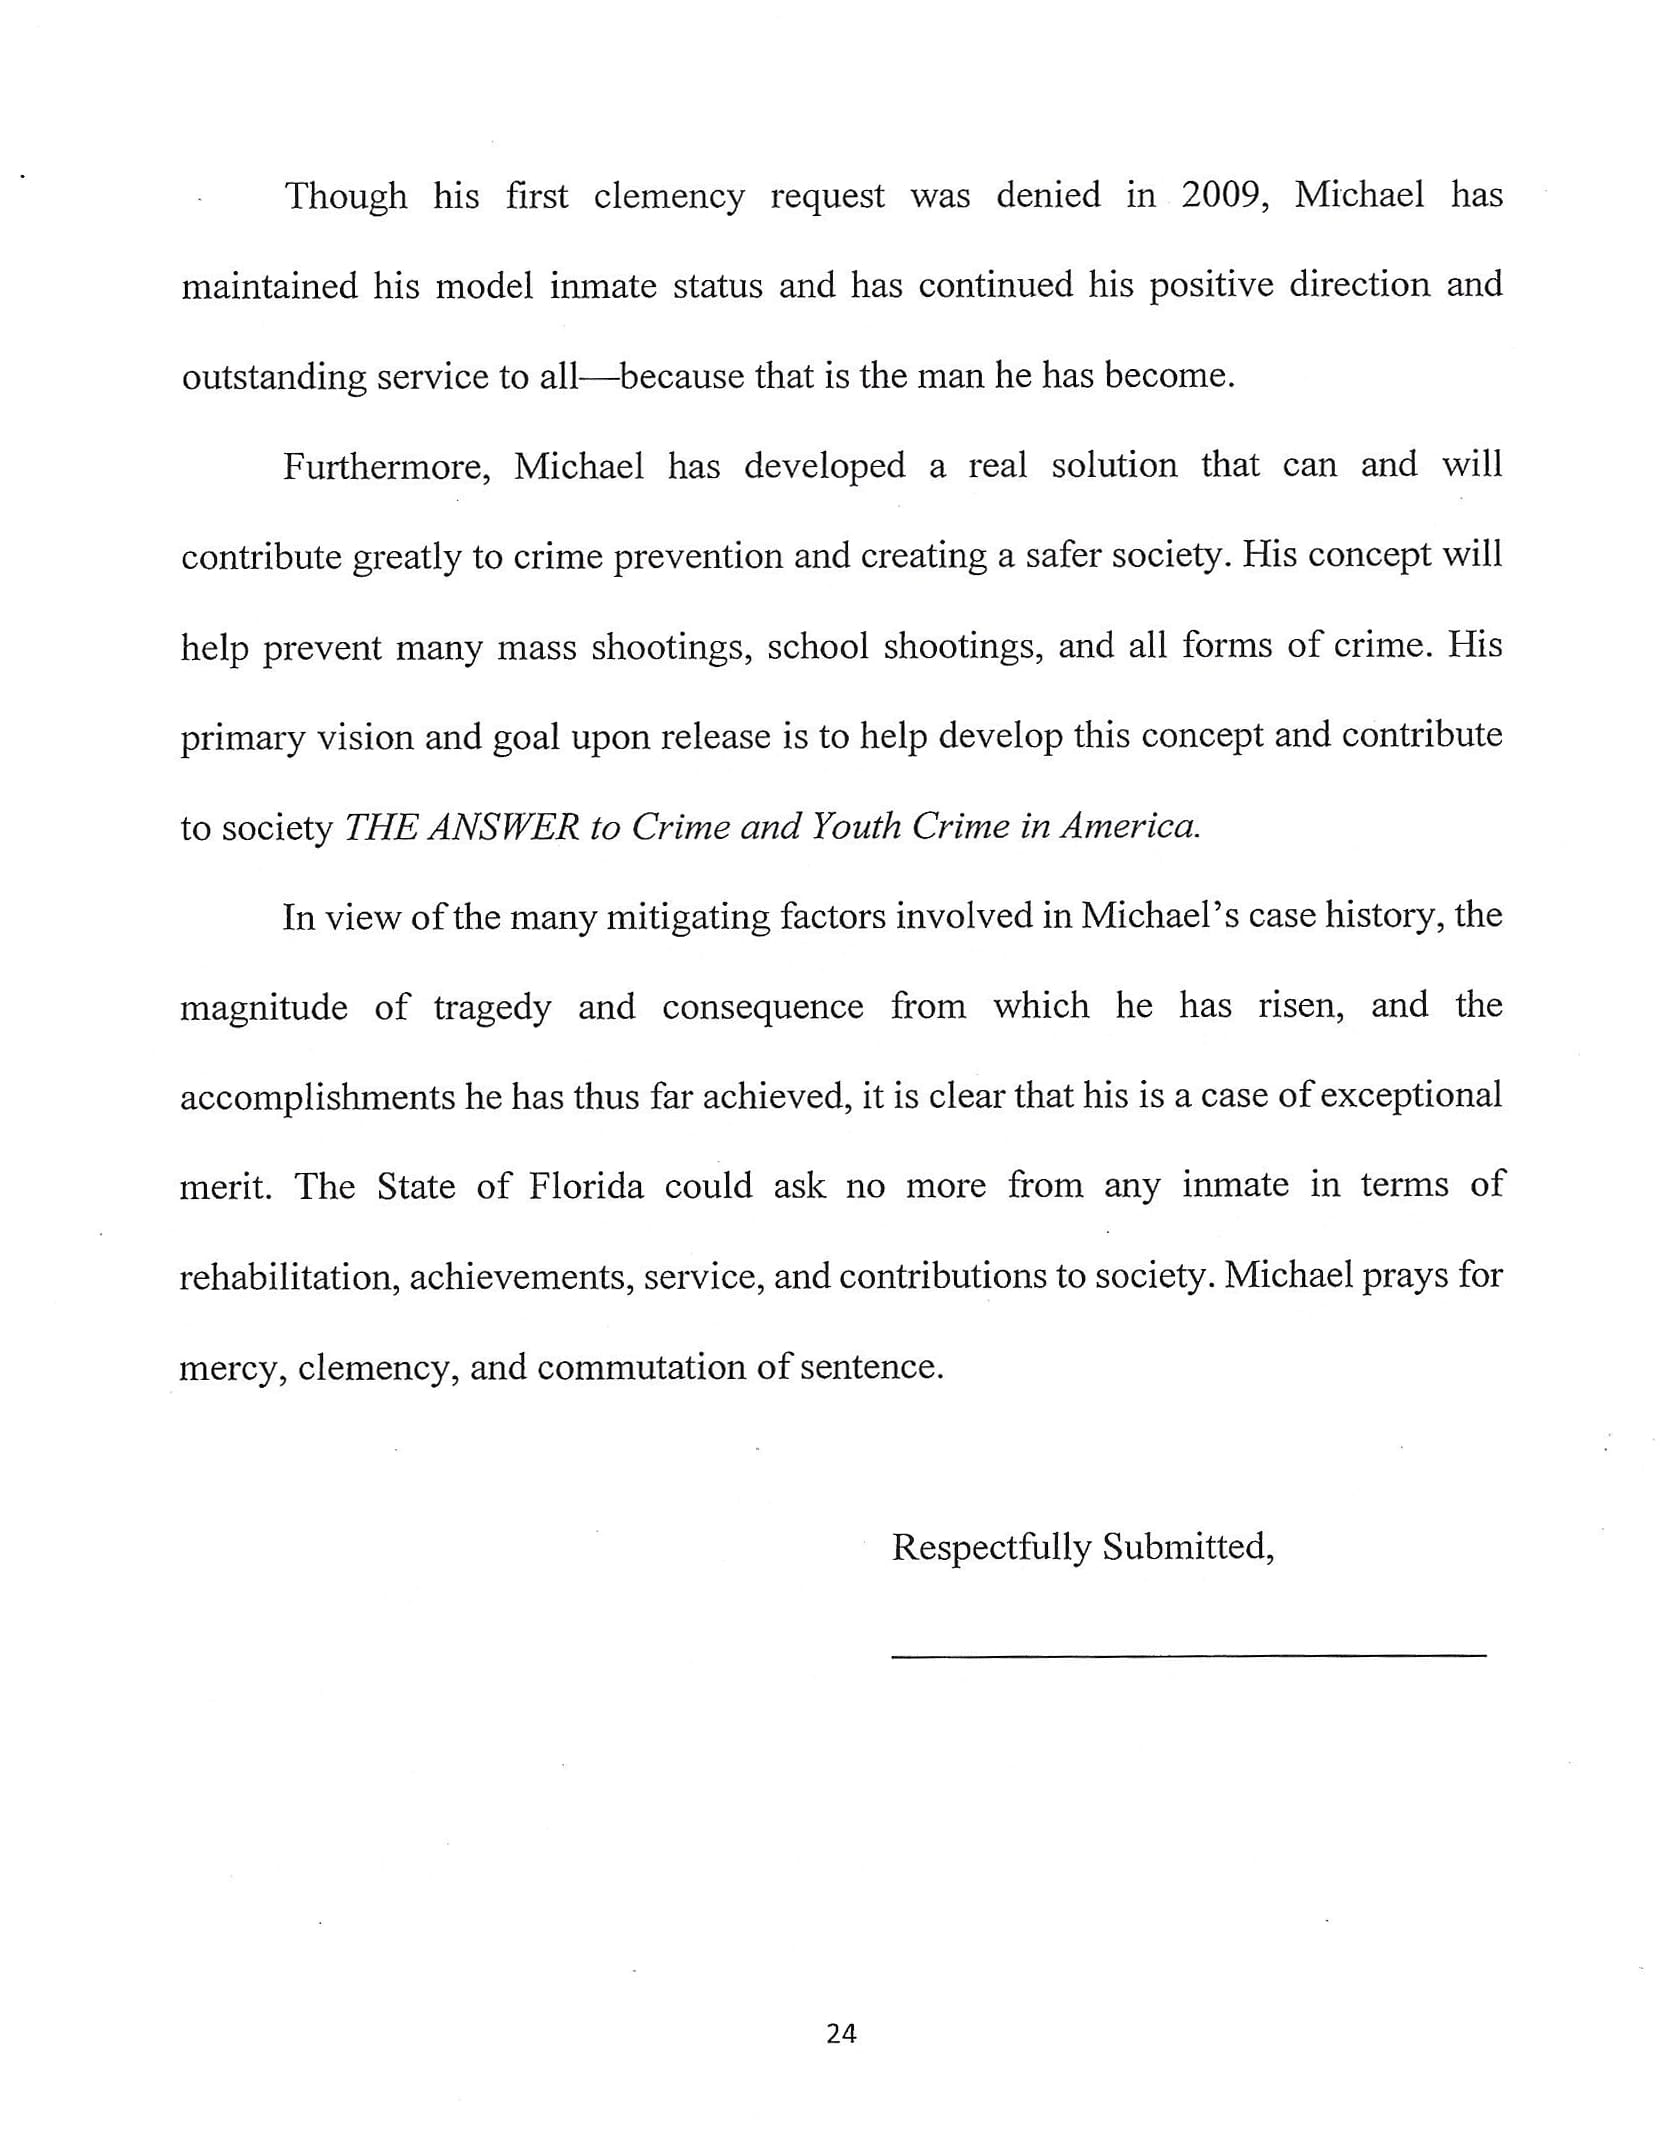 Though his first clemency request was denied in 2009, Michael has
maintained his model inmate status and has continued his positive direction and
outstanding service to all—because that is the man he has become.
Furthermore, Michael has developed a real solution that can and will
contribute greatly to crime prevention and creating a safer society. His concept will
help prevent many mass shootings, school shootings, and all forms of crime. His
primary vision and goal upon release is to help develop this concept and contribute
to society THE ANSWER to Crime and Youth Crime in America.
In view of the many mitigating factors involved in Michael's case history, the
magnitude of tragedy and consequence from which he has risen, and the
accomplishments he has thus far achieved, it is clear that his is a case of exceptional
merit. The State of Florida could ask no more from any inmate in terms of
rehabilitation, achievements, service, and contributions to society. Michael prays for
mercy, clemency, and commutation of sentence.
Respectfully Submitted,
24